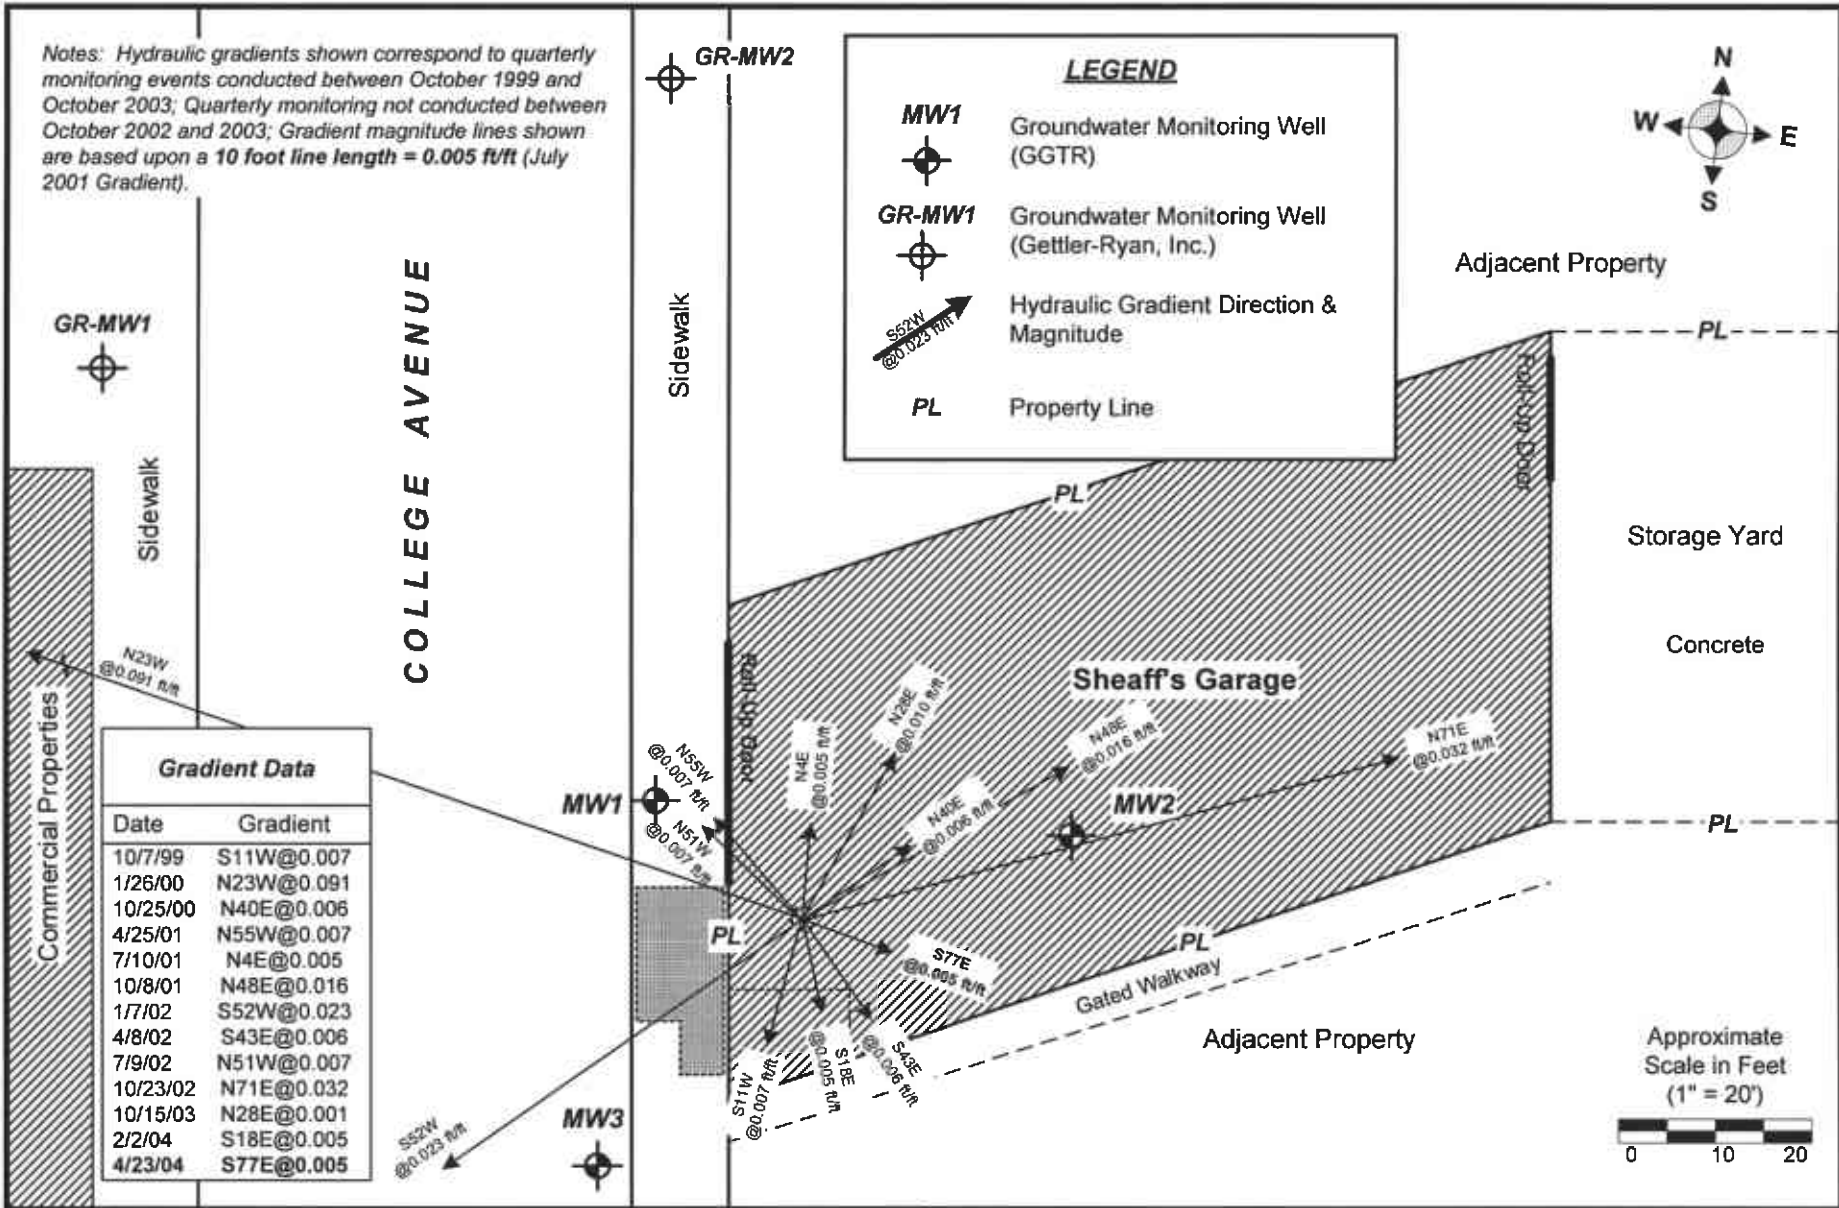 Notes: Hydraulic gradients shown correspond to quarterly
monitoring events conducted between October 1999 and
October 2003; Quarterly monitoring not conducted between
October 2002 and 2003; Gradient magnitude lines shown
are based upon a 10 foot line length = 0.005 ft/ft (July
2001 Gradient).
GR-MW2
LEGEND
MW1
Groundwater Monitoring Well
(GGTR)
GR-MW1
Groundwater Monitoring Well
(Gettler-Ryan, Inc.)
S52W
@0.023 ft/ft
Hydraulic Gradient Direction &
Magnitude
PL
Property Line
N
W
E
S
Adjacent Property
PL
GR-MW1
Sidewalk
COLLEGE AVENUE
Sidewalk
PL
Roll-Up Door
Storage Yard
Concrete
Commercial Properties
N23W
@0.091 ft/ft
Gradient Data
Date Gradient
10/7/99 S11W@0.007
1/26/00 N23W@0.091
10/25/00 N40E@0.006
4/25/01 N55W@0.007
7/10/01 N4E@0.005
10/8/01 N48E@0.016
1/7/02 S52W@0.023
4/8/02 S43E@0.006
7/9/02 N51W@0.007
10/23/02 N71E@0.032
10/15/03 N28E@0.001
2/2/04 S18E@0.005
4/23/04 S77E@0.005
Roll-Up Door
Sheaff's Garage
N55W
@0.007 ft/ft
N51W
@0.007 ft/ft
N4E
@0.005 ft/ft
N28E
@0.010 ft/ft
N40E
@0.006 ft/ft
N48E
@0.016 ft/ft
N71E
@0.032 ft/ft
MW1
MW2
PL
PL
PL
S77E
@0.005 ft/ft
Gated Walkway
Adjacent Property
S11W
@0.007 ft/ft
S18E
@0.005 ft/ft
S43E
@0.006 ft/ft
S52W
@0.023 ft/ft
MW3
Approximate
Scale in Feet
(1" = 20')
0 10 20